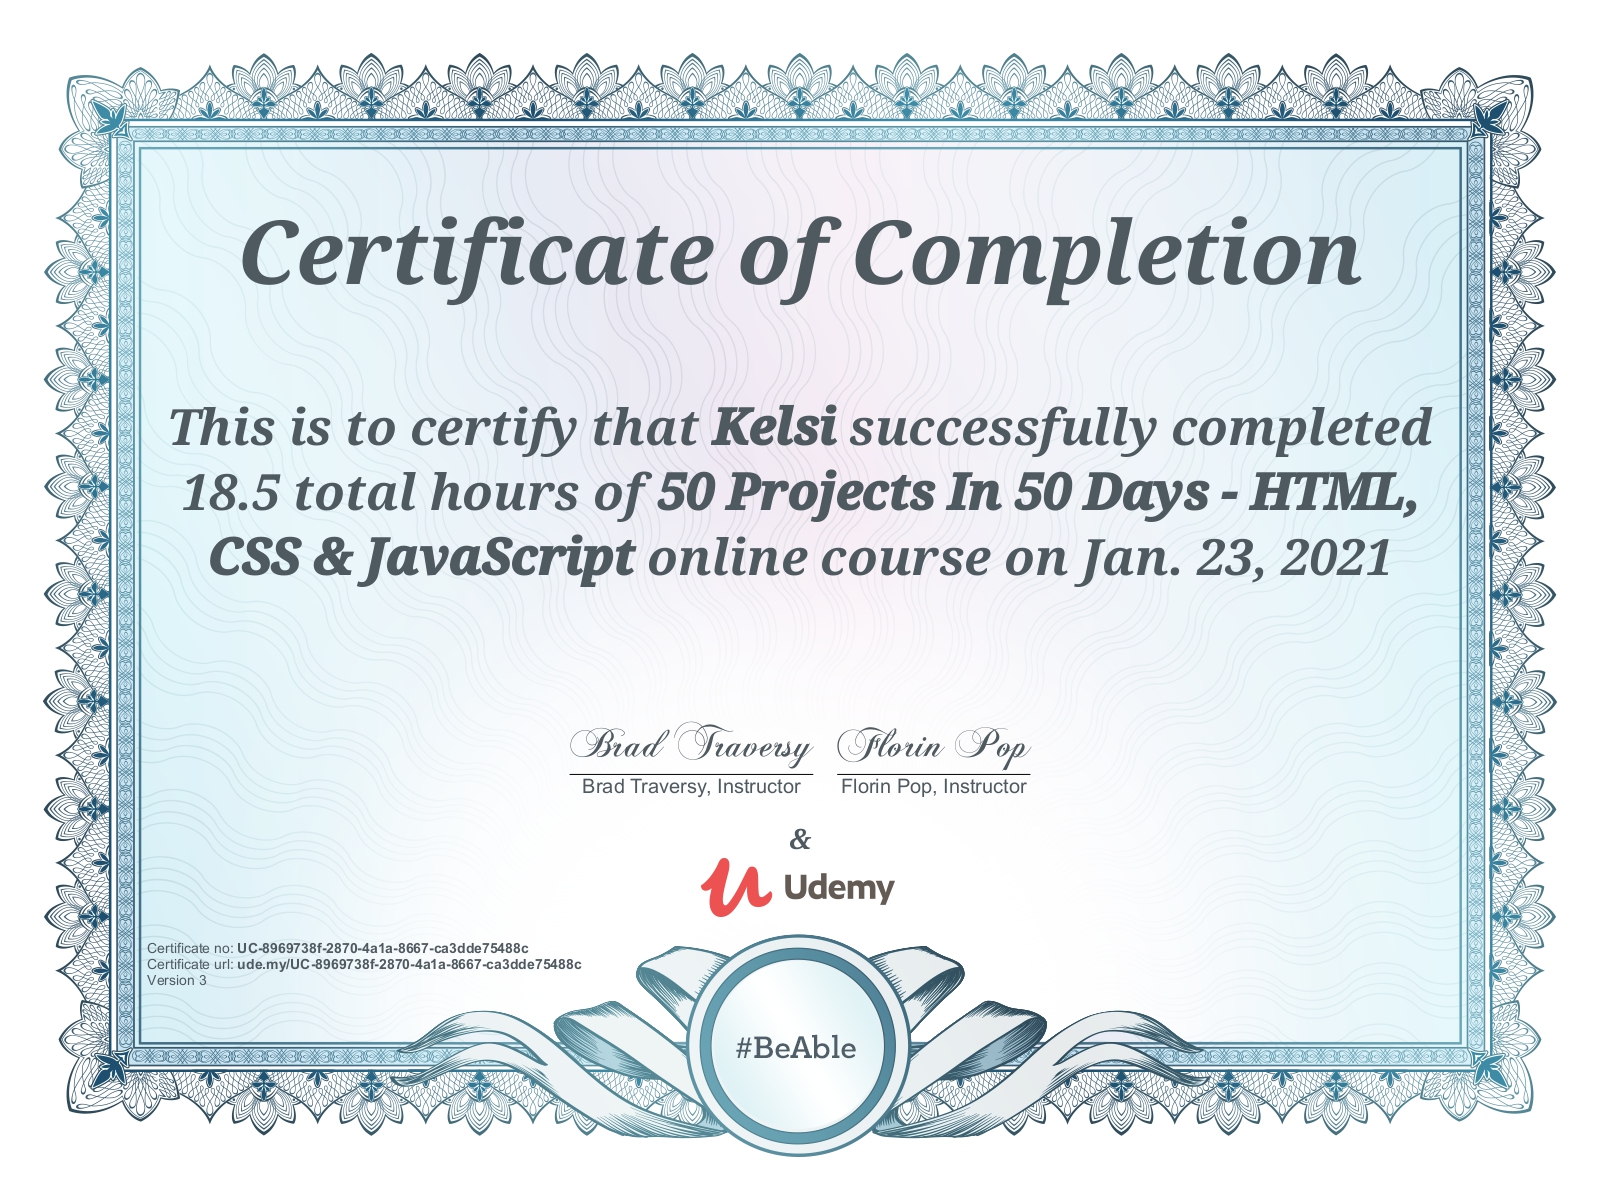 Certificate of Completion
This is to certify that Kelsi successfully completed
18.5 total hours of 50 Projects In 50 Days - HTML,
CSS & JavaScript online course on Jan. 23, 2021
Brad Traversy Florin Pop
Brad Traversy, Instructor Florin Pop, Instructor
&
Udemy
Certificate no: UC-8969738f-2870-4a1a-8667-ca3dde75488c
Certificate url: ude.my/UC-8969738f-2870-4a1a-8667-ca3dde75488c
Version 3
#BeAble